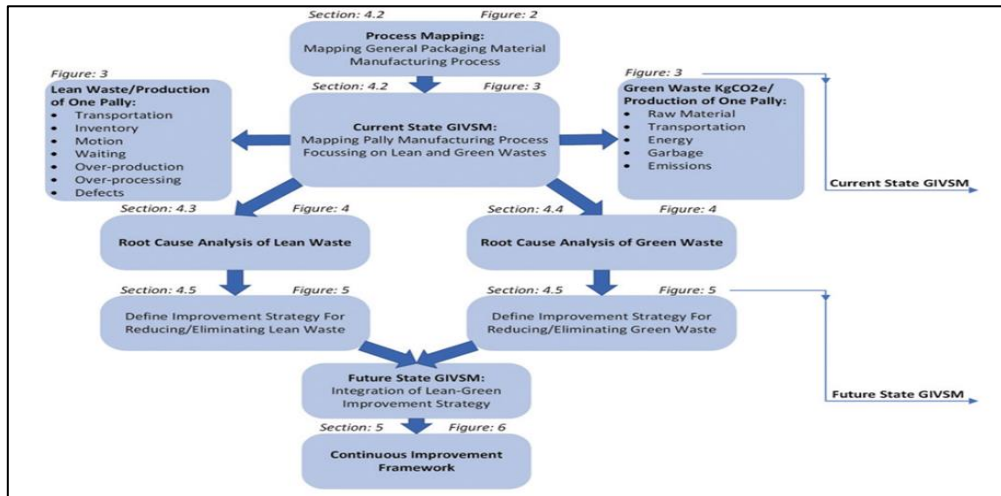 Section: 4.2 Figure 2
Process Mapping:
Mapping General Packaging Material
Manufacturing Process
Figure: 3
Lean Waste/Production
of One Pally:
• Transportation
• Inventory
• Motion
• Waiting
• Over-production
• Over-processing
• Defects
Section: 4.2 Figure: 3
Current State GIVSM:
Mapping Pally Manufacturing Process
Focussing on Lean and Green Wastes
Figure: 3
Green Waste KgCO2e/
Production of One Pally:
• Raw Material
• Transportation
• Energy
• Garbage
• Emissions
Current State GIVSM
Section: 4.3 Figure: 4
Root Cause Analysis of Lean Waste
Section: 4.4 Figure: 4
Root Cause Analysis of Green Waste
Section: 4.5 Figure: 5
Define Improvement Strategy For
Reducing/Eliminating Lean Waste
Section: 4.5 Figure: 5
Define Improvement Strategy For
Reducing/Eliminating Green Waste
Future State GIVSM:
Integration of Lean-Green
Improvement Strategy
Future State GIVSM
Section: 5 Figure: 6
Continuous Improvement
Framework